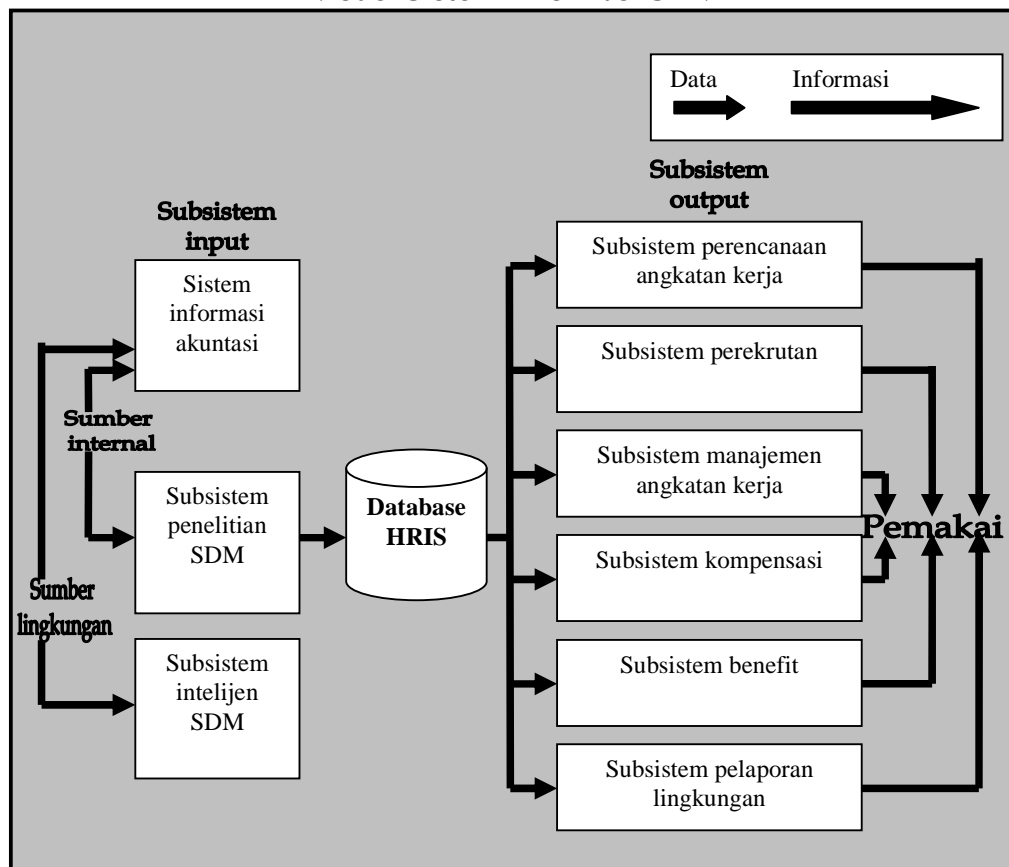 Data
Informasi
Subsistem
output
Subsistem
input
Sistem
informasi
akuntasi
Sumber
internal
Subsistem
penelitian
SDM
Sumber
lingkungan
Subsistem
intelijen
SDM
Database
HRIS
Subsistem perencanaan
angkatan kerja
Subsistem perekrutan
Subsistem manajemen
angkatan kerja
Subsistem kompensasi
Subsistem benefit
Subsistem pelaporan
lingkungan
Pemakai